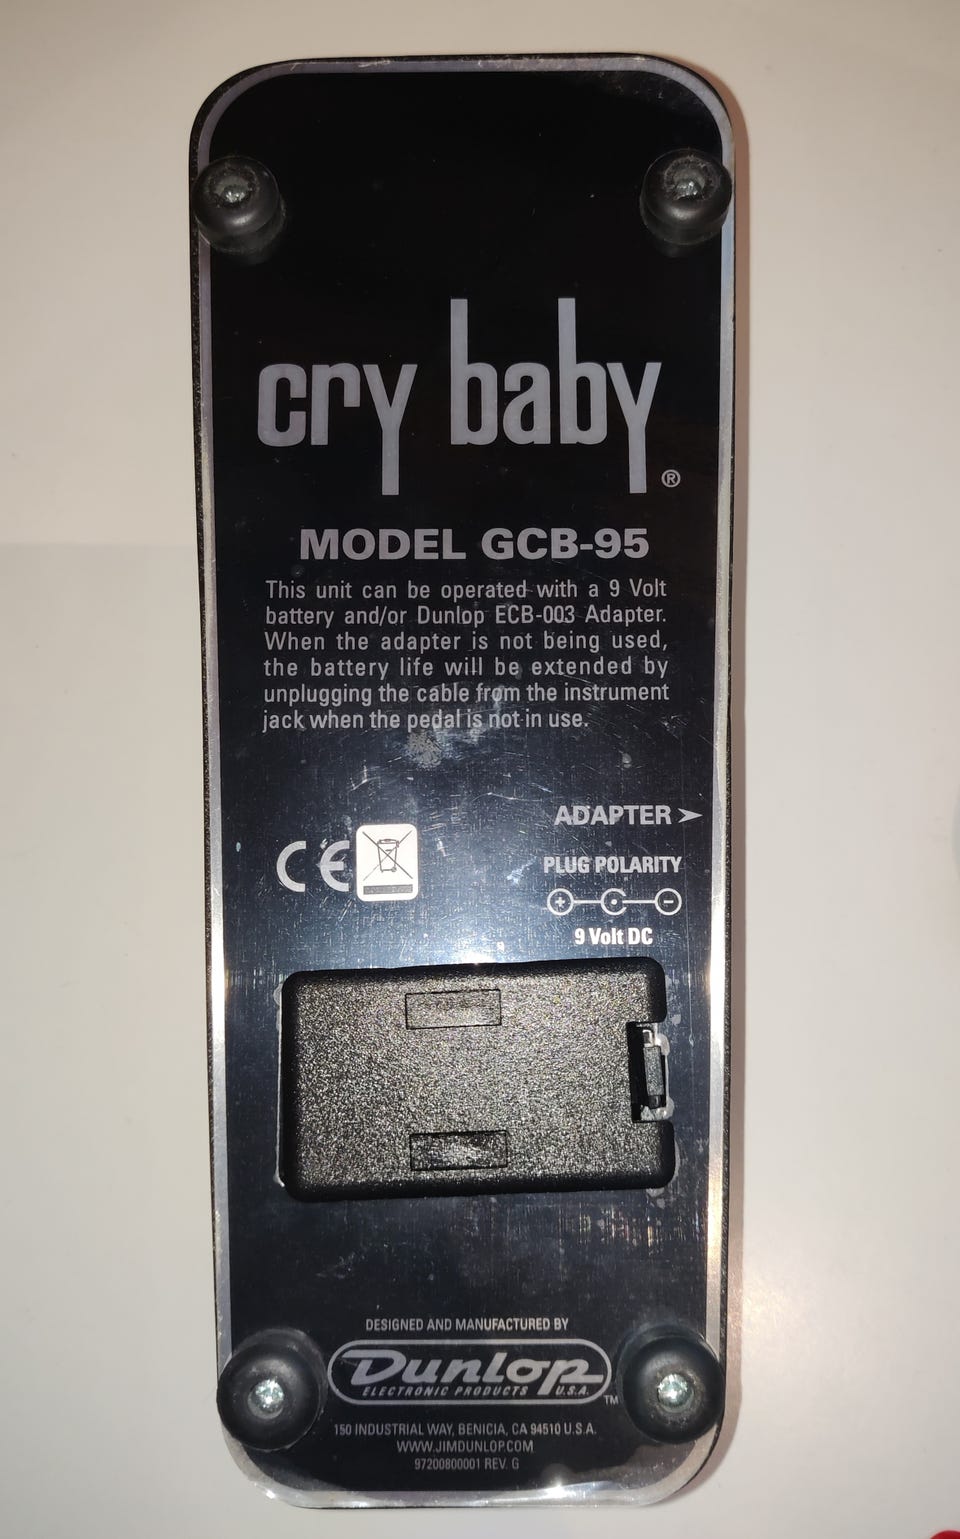 cry baby
®
MODEL GCB-95
This unit can be operated with a 9 Volt
battery and/or Dunlop ECB-003 Adapter.
When the adapter is not being used,
the battery life will be extended by
unplugging the cable from the instrument
jack when the pedal is not in use.
ADAPTER ➤
PLUG POLARITY
CE
+ -
9 Volt DC
DESIGNED AND MANUFACTURED BY
Dunlop
ELECTRONIC PRODUCTS U.S.A.
TM
150 INDUSTRIAL WAY, BENICIA, CA 94510 U.S.A.
WWW.JIMDUNLOP.COM
97200800001 REV. G